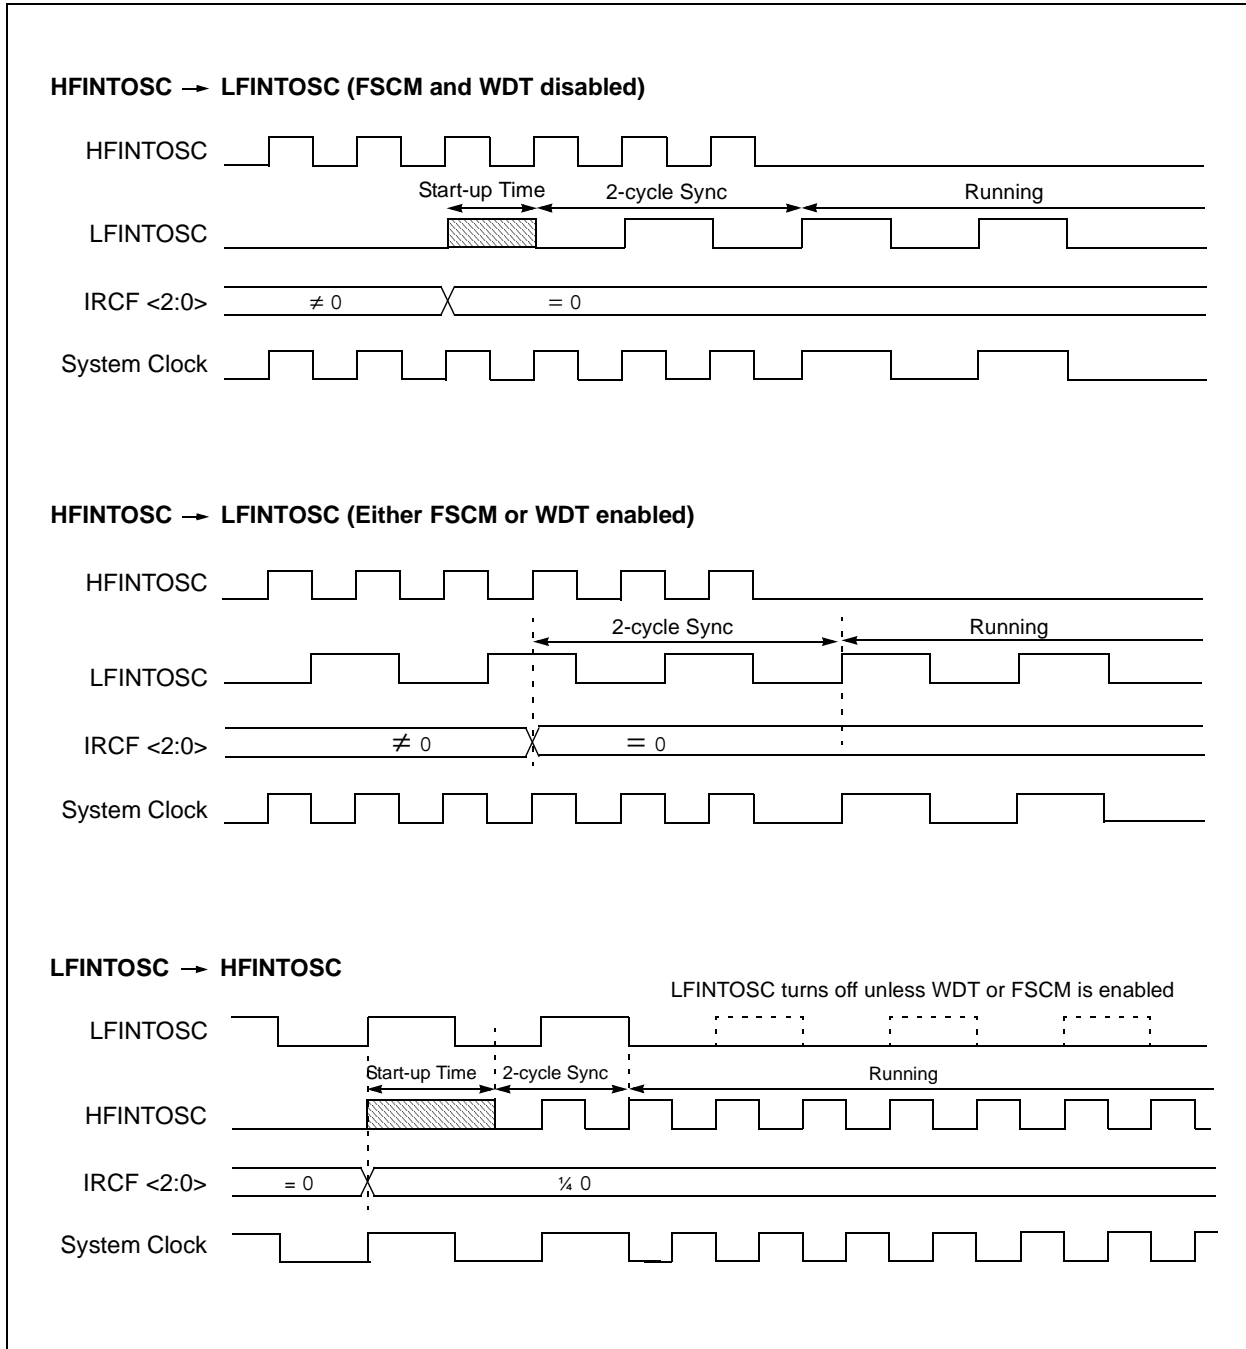 HFINTOSC → LFINTOSC (FSCM and WDT disabled)
HFINTOSC
Start-up Time 2-cycle Sync Running
LFINTOSC
IRCF <2:0> ≠ 0 = 0
System Clock
HFINTOSC → LFINTOSC (Either FSCM or WDT enabled)
HFINTOSC
2-cycle Sync Running
LFINTOSC
IRCF <2:0> ≠ 0 = 0
System Clock
LFINTOSC → HFINTOSC
LFINTOSC turns off unless WDT or FSCM is enabled
LFINTOSC
Start-up Time 2-cycle Sync Running
HFINTOSC
IRCF <2:0> = 0 ¼ 0
System Clock